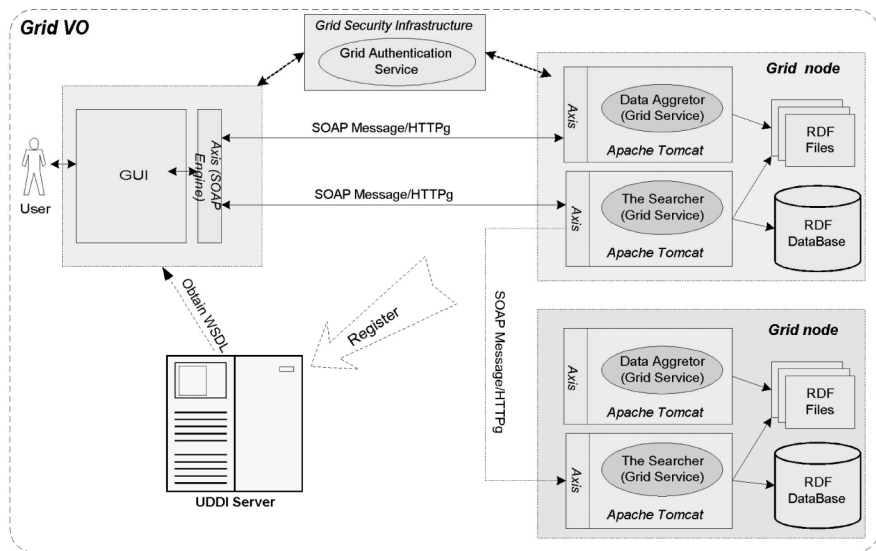 Grid VO
Grid Security Infrastructure
Grid Authentication
Service
User
GUI
Axis (SOAP
Engine)
SOAP Message/HTTPg
SOAP Message/HTTPg
Grid node
Axis
Data Aggretor
(Grid Service)
Apache Tomcat
RDF
Files
Axis
The Searcher
(Grid Service)
Apache Tomcat
RDF
DataBase
Obtain WSDL
Register
SOAP Message/HTTPg
UDDI Server
Grid node
Axis
Data Aggretor
(Grid Service)
Apache Tomcat
RDF
Files
Axis
The Searcher
(Grid Service)
Apache Tomcat
RDF
DataBase